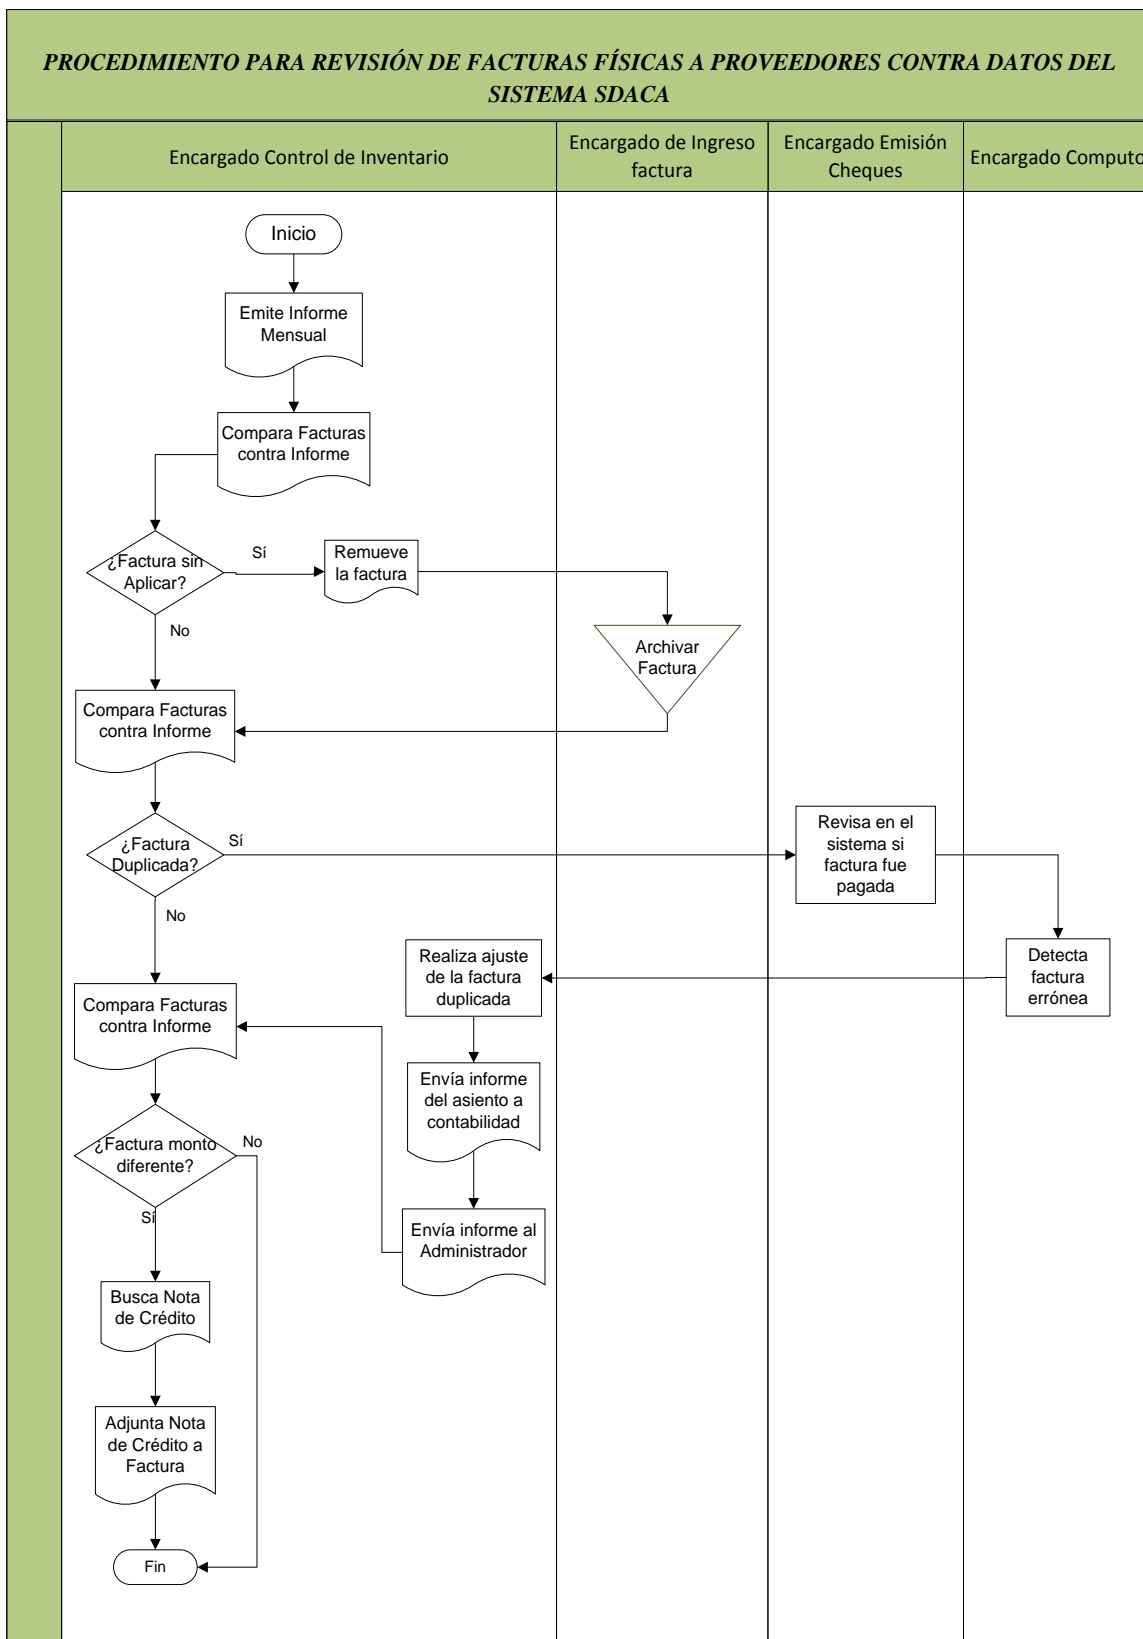 PROCEDIMIENTO PARA REVISIÓN DE FACTURAS FÍSICAS A PROVEEDORES CONTRA DATOS DEL
SISTEMA SDACA
Encargado Control de Inventario
Encargado de Ingreso
factura
Encargado Emisión
Cheques
Encargado Computo
Inicio
Emite Informe
Mensual
Compara Facturas
contra Informe
¿Factura sin
Aplicar?
Sí
Remueve
la factura
No
Archivar
Factura
Compara Facturas
contra Informe
¿Factura
Duplicada?
Sí
Revisa en el
sistema si
factura fue
pagada
No
Detecta
factura
errónea
Realiza ajuste
de la factura
duplicada
Compara Facturas
contra Informe
Envía informe
del asiento a
contabilidad
¿Factura monto
diferente?
No
Sí
Envía informe al
Administrador
Busca Nota
de Crédito
Adjunta Nota
de Crédito a
Factura
Fin